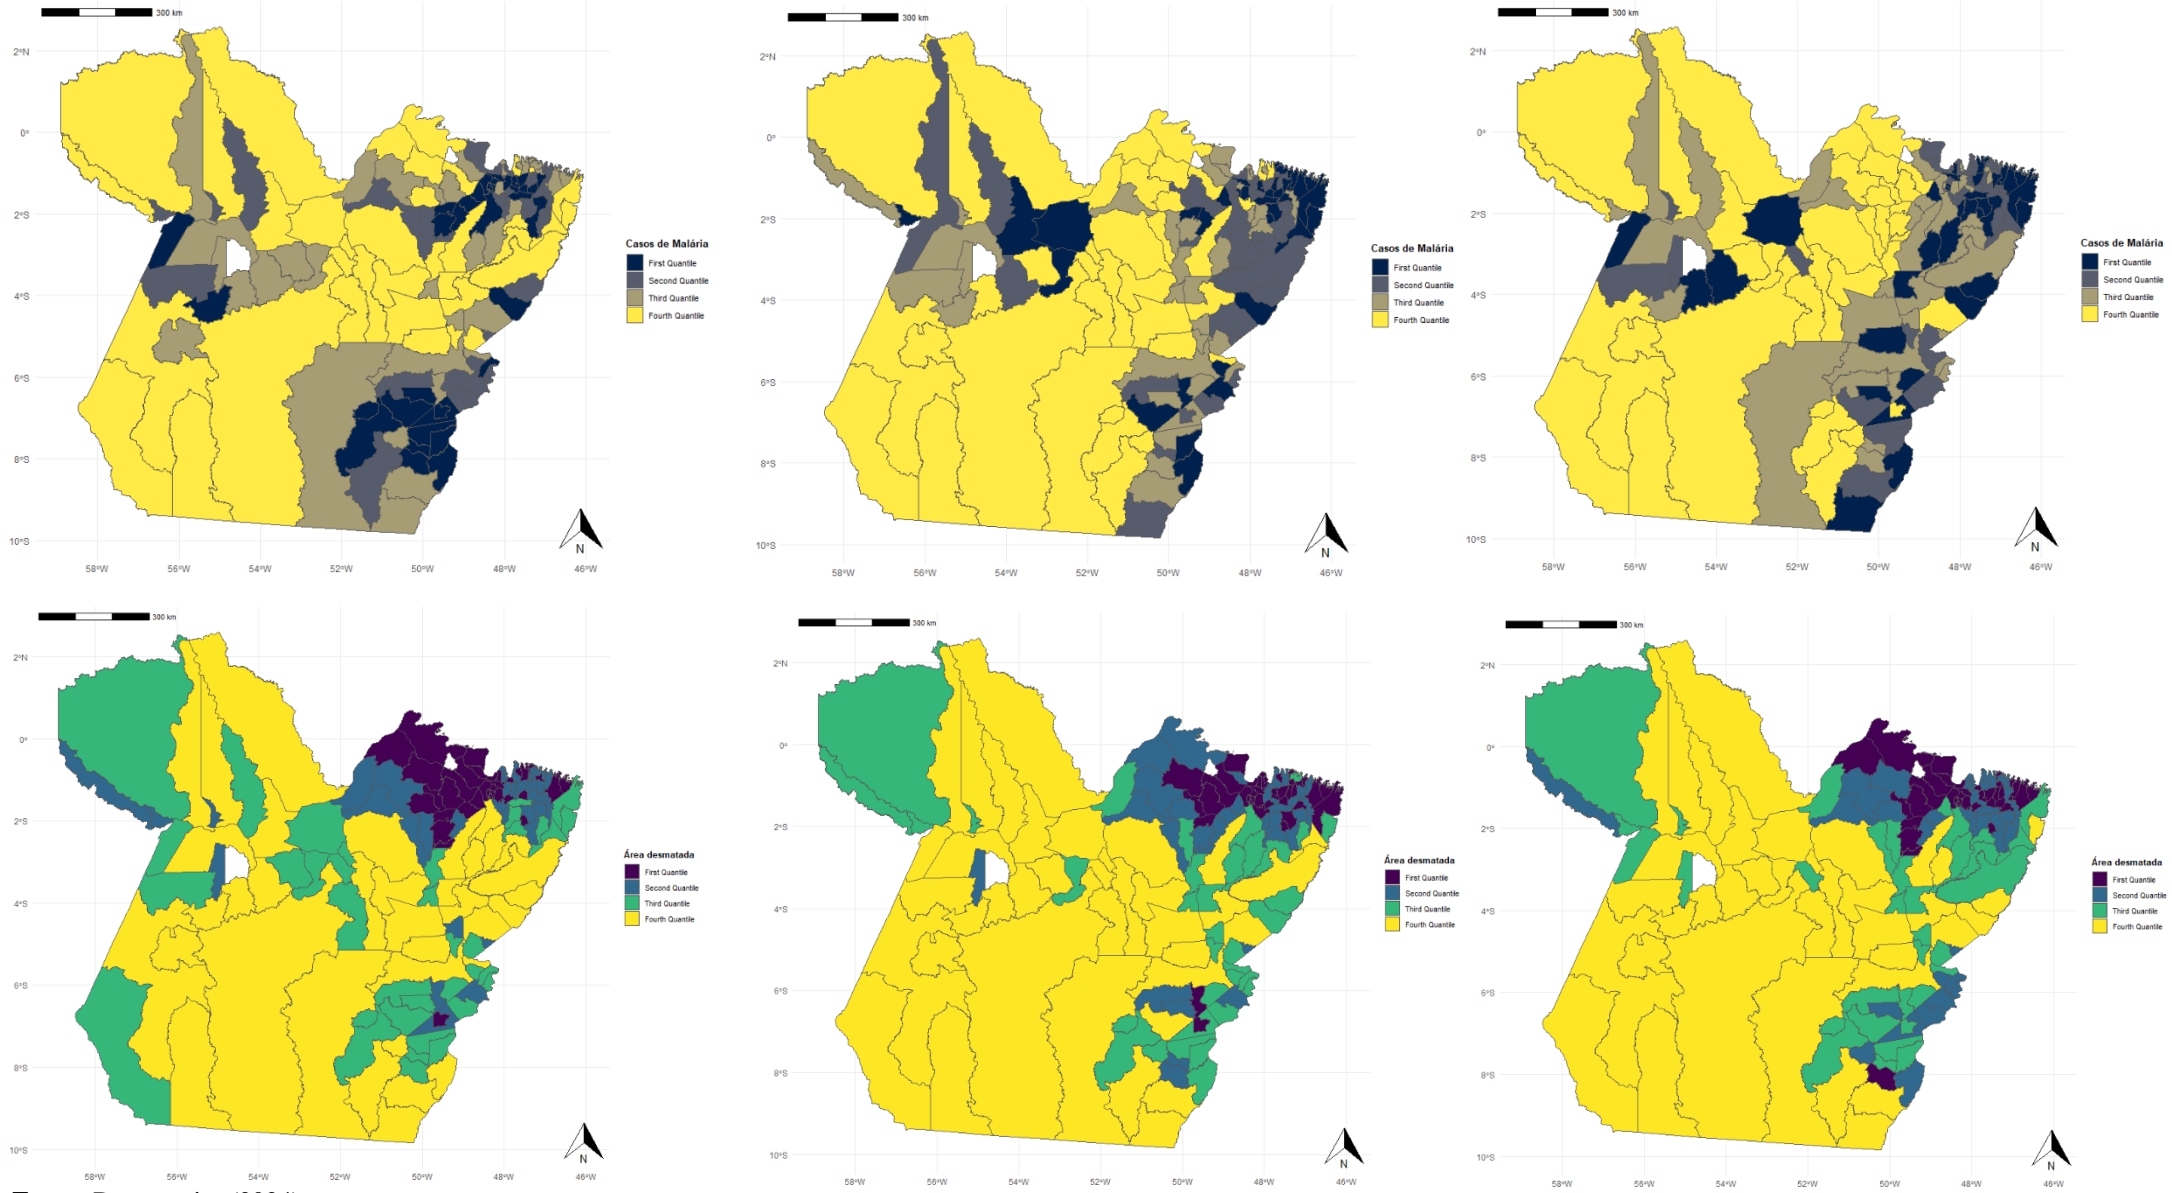 300 km
2°N
0°
2°S
4°S
6°S
8°S
10°S
58°W 56°W 54°W 52°W 50°W 48°W 46°W
Casos de Malária
First Quantile
Second Quantile
Third Quantile
Fourth Quantile
N
300 km
2°N
0°
2°S
4°S
6°S
8°S
10°S
58°W 56°W 54°W 52°W 50°W 48°W 46°W
Casos de Malária
First Quantile
Second Quantile
Third Quantile
Fourth Quantile
N
300 km
2°N
0°
2°S
4°S
6°S
8°S
10°S
58°W 56°W 54°W 52°W 50°W 48°W 46°W
Casos de Malária
First Quantile
Second Quantile
Third Quantile
Fourth Quantile
N
300 km
2°N
0°
2°S
4°S
6°S
8°S
10°S
58°W 56°W 54°W 52°W 50°W 48°W 46°W
Área desmatada
First Quantile
Second Quantile
Third Quantile
Fourth Quantile
N
300 km
2°N
0°
2°S
4°S
6°S
8°S
10°S
58°W 56°W 54°W 52°W 50°W 48°W 46°W
Área desmatada
First Quantile
Second Quantile
Third Quantile
Fourth Quantile
N
300 km
2°N
0°
2°S
4°S
6°S
8°S
10°S
58°W 56°W 54°W 52°W 50°W 48°W 46°W
Área desmatada
First Quantile
Second Quantile
Third Quantile
Fourth Quantile
N